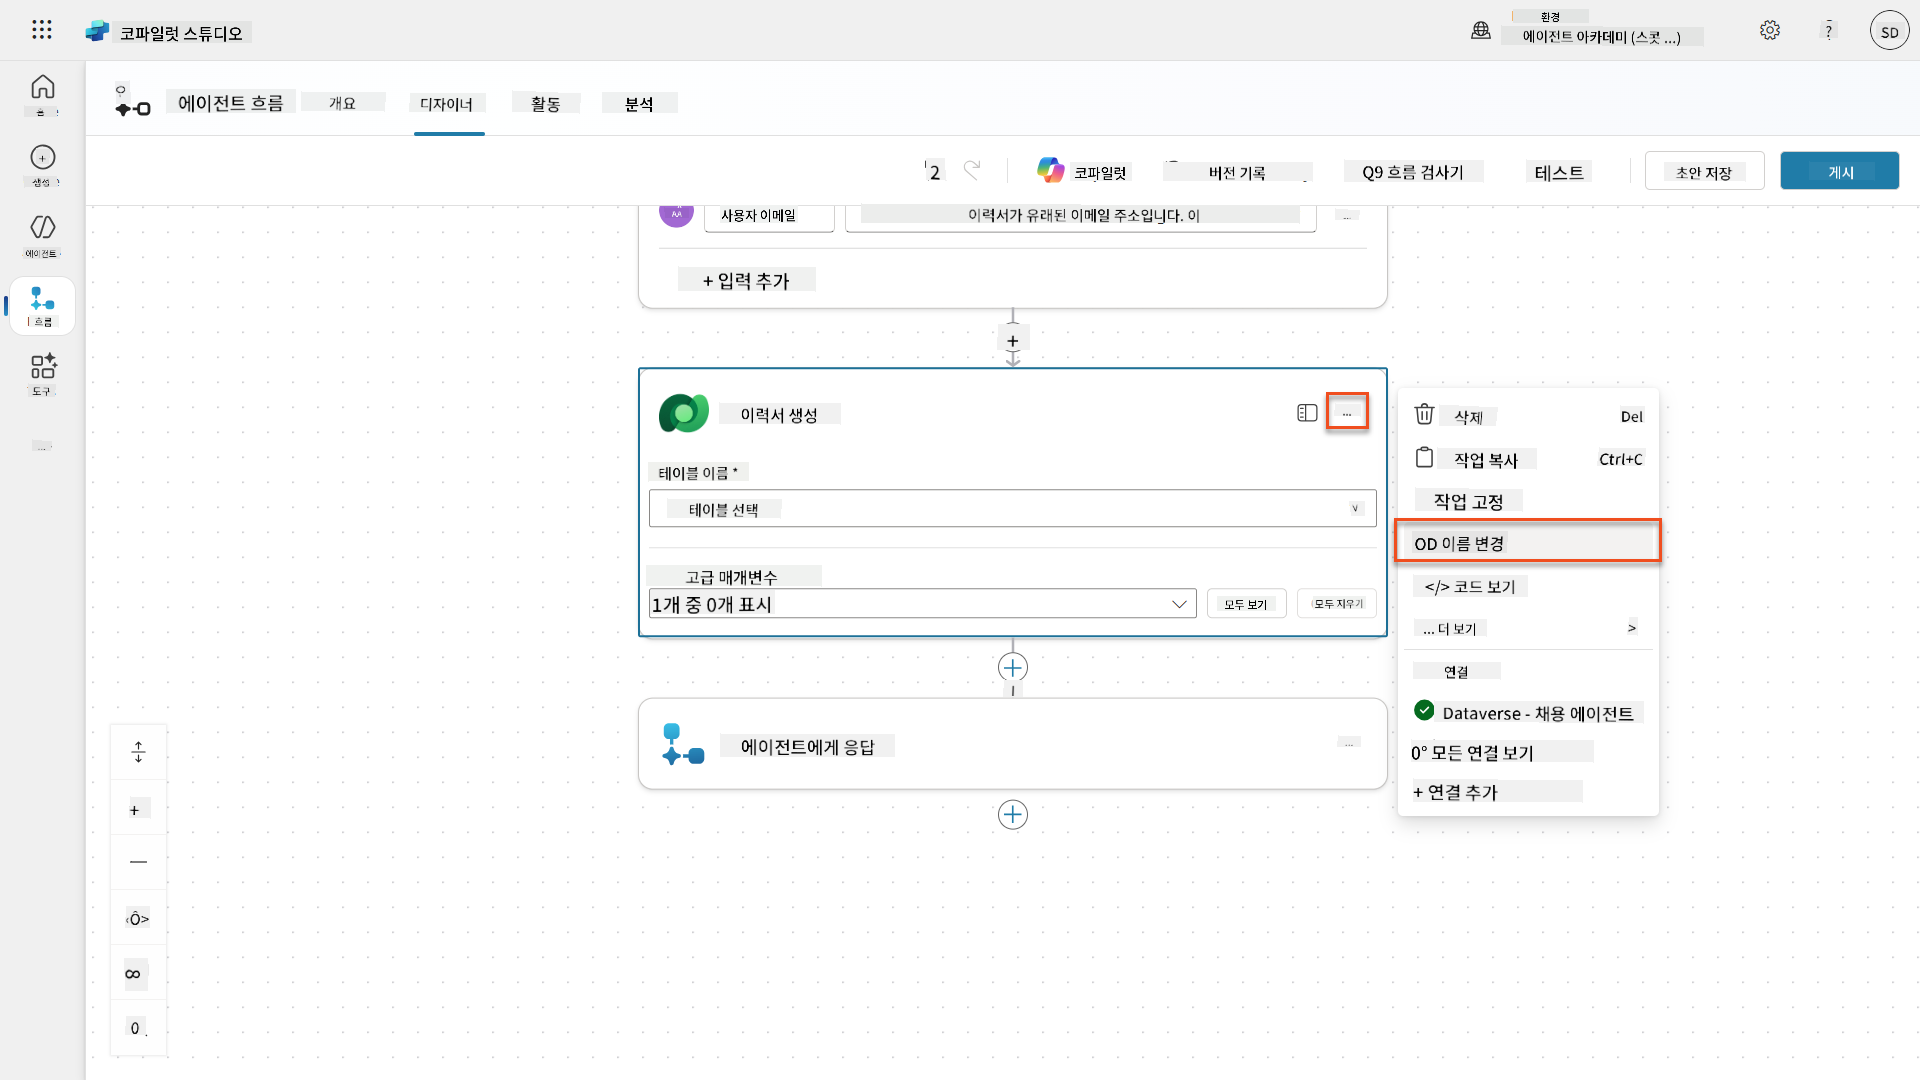 코파일럿 스튜디오
환경
에이전트 아카데미 (스콧 ...)
?
SD
홈
생성
에이전트
흐름
도구
...
에이전트 흐름
개요
디자이너
활동
분석
2
코파일럿
버전 기록
Q9 흐름 검사기
테스트
초안 저장
게시
AA
사용자 이메일
이력서가 유래된 이메일 주소입니다. 이
...
+ 입력 추가
+
이력서 생성
...
테이블 이름 *
테이블 선택
고급 매개변수
1개 중 0개 표시
모두 보기
모두 지우기
에이전트에게 응답
...
삭제
Del
작업 복사
Ctrl+C
작업 고정
OD 이름 변경
</> 코드 보기
... 더 보기
>
연결
Dataverse - 채용 에이전트
0° 모든 연결 보기
+ 연결 추가
+
‹Ô>
∞
0